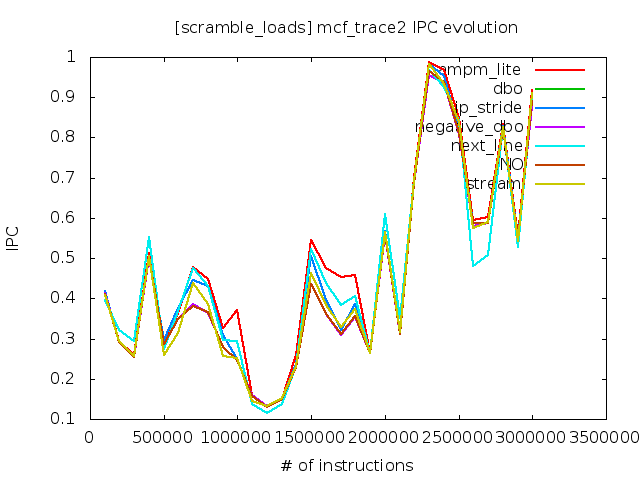 [scramble_loads] mcf_trace2 IPC evolution
IPC
1
0.9
0.8
0.7
0.6
0.5
0.4
0.3
0.2
0.1
ampm_lite
dbo
ip_stride
negative_dbo
next_line
NO
stream
0 500000 1000000 1500000 2000000 2500000 3000000 3500000
# of instructions